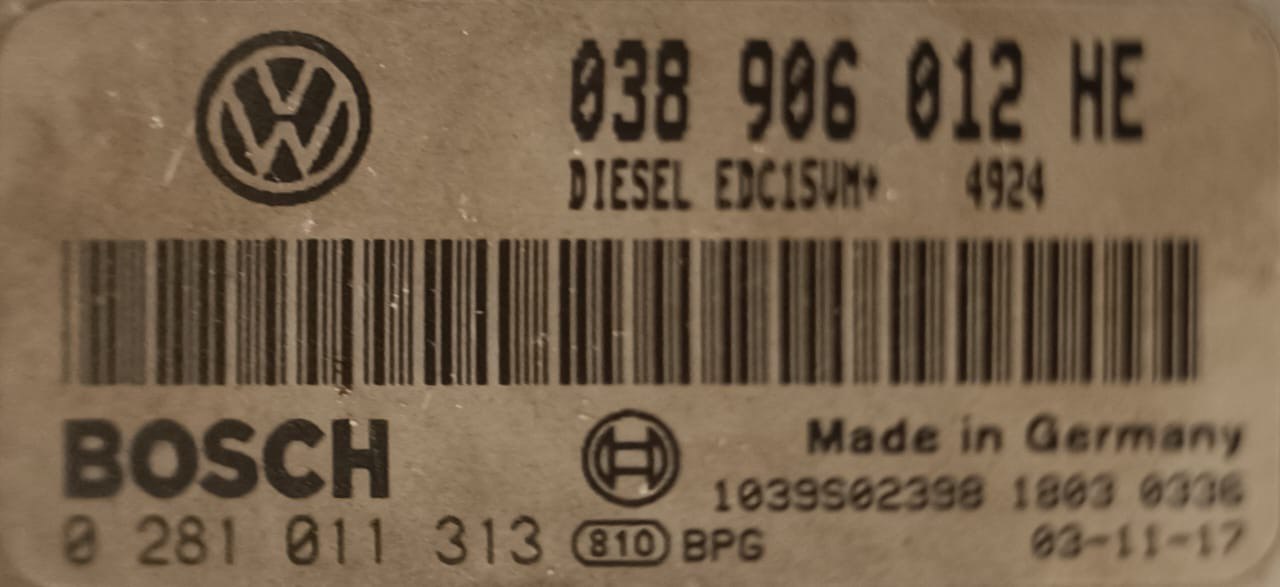 038 906 012 HE
DIESEL EDC15VM+ 4924
BOSCH
Made in Germany
1039S02398 1803 0336
0 281 011 313 810 BPG
03-11-17